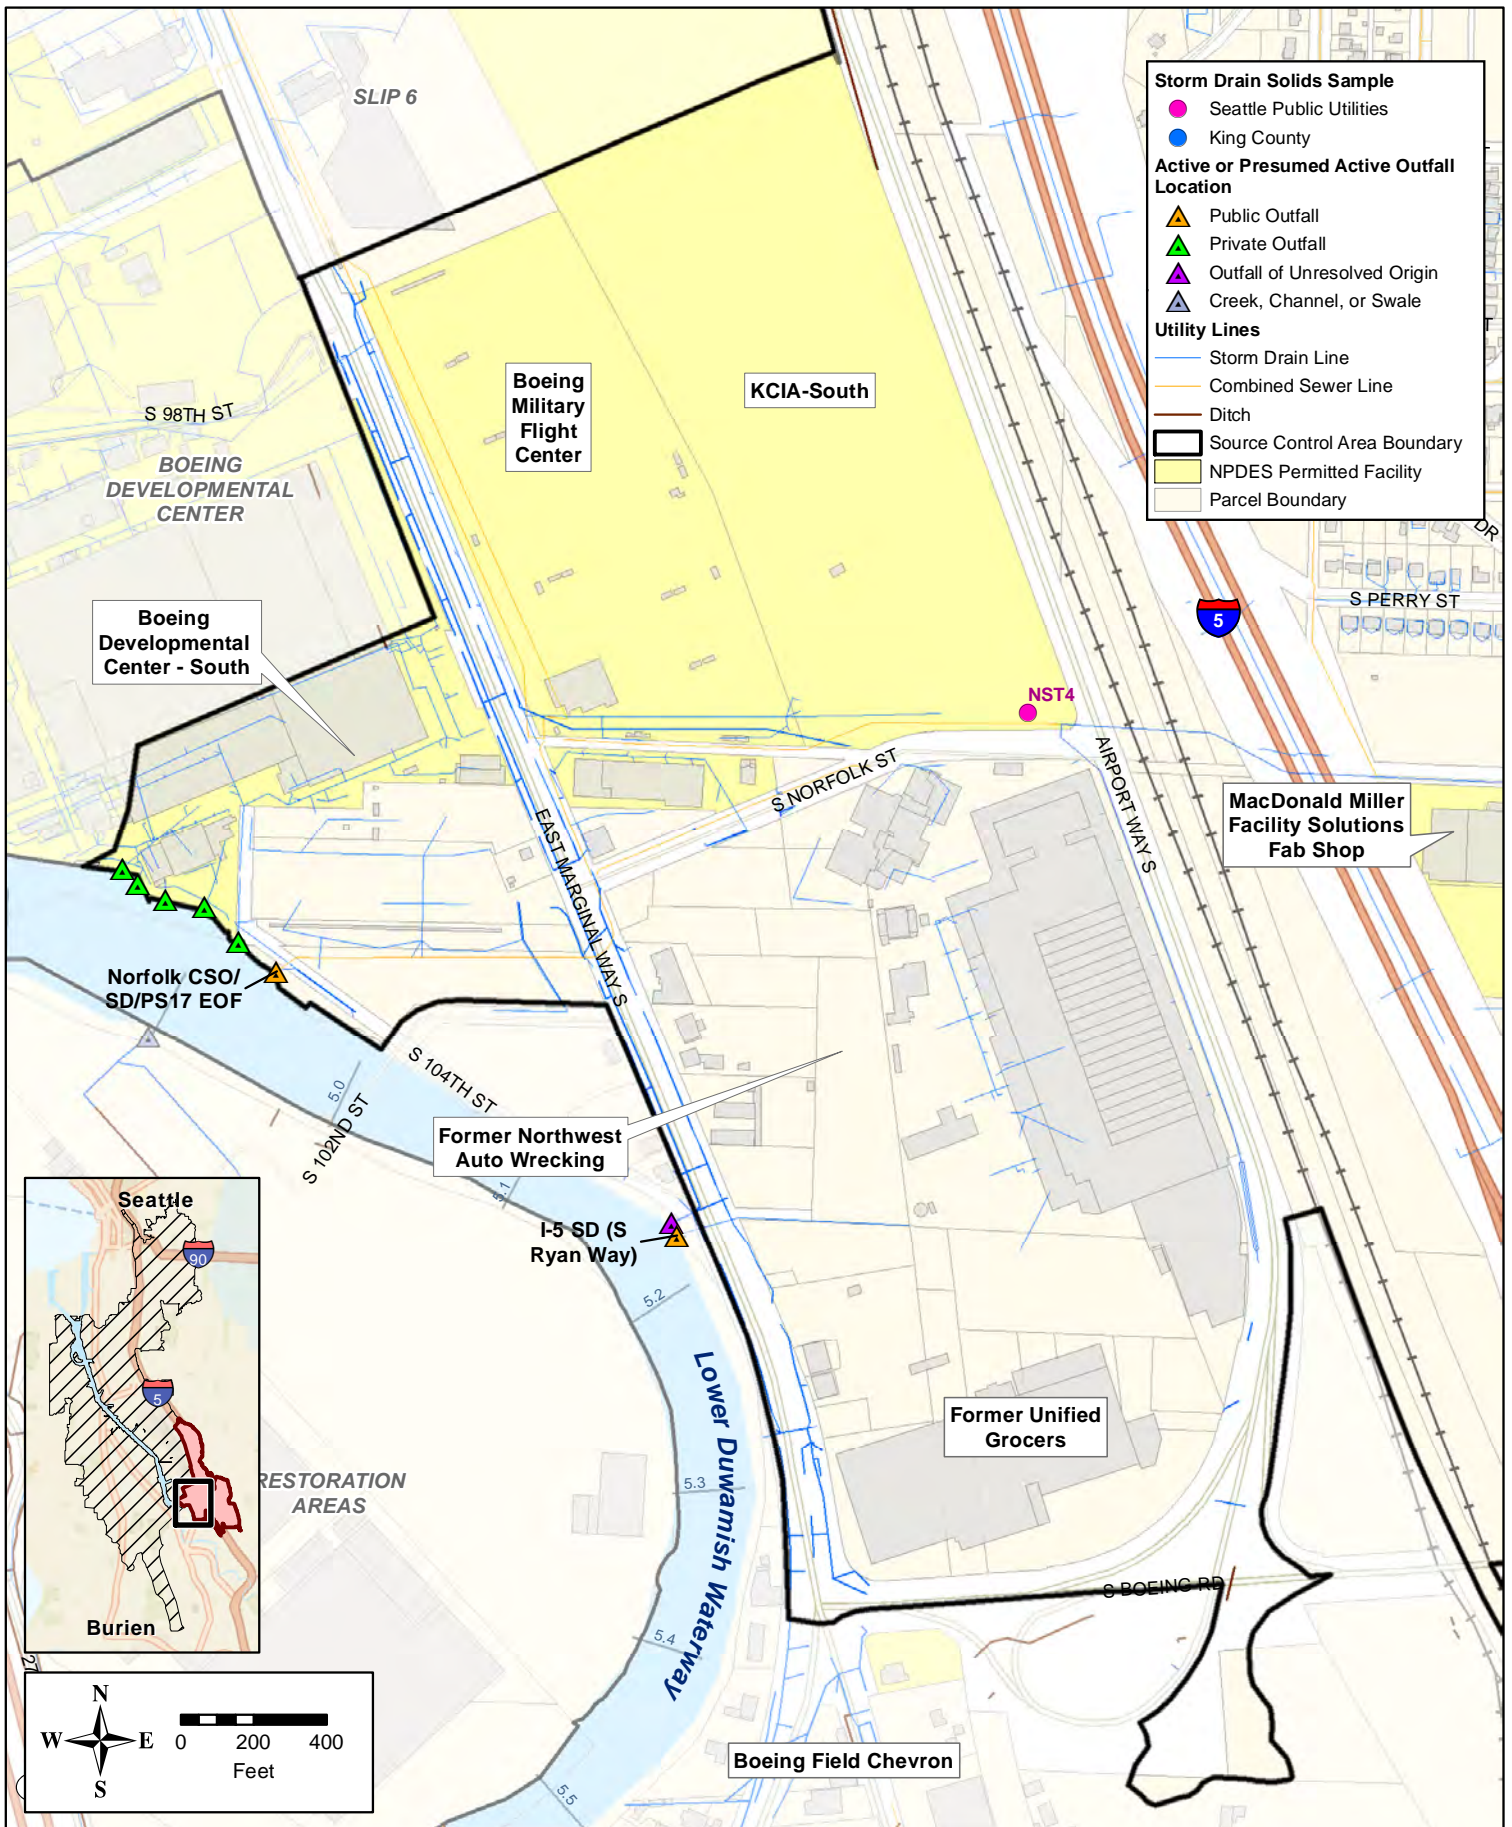 SLIP 6
Storm Drain Solids Sample
Seattle Public Utilities
King County
Active or Presumed Active Outfall
Location
Public Outfall
Private Outfall
Outfall of Unresolved Origin
Creek, Channel, or Swale
Utility Lines
Storm Drain Line
Combined Sewer Line
Ditch
Source Control Area Boundary
NPDES Permitted Facility
Parcel Boundary
DR
Boeing
Military
Flight
Center
KCIA-South
S 98TH ST
BOEING
DEVELOPMENTAL
CENTER
S PERRY ST
5
Boeing
Developmental
Center - South
NST4
AIRPORT WAY S
S NORFOLK ST
MacDonald Miller
Facility Solutions
Fab Shop
EAST MARGINAL WAY S
Norfolk CSO/
SD/PS17 EOF
5.0
S 104TH ST
S 102ND ST
Former Northwest
Auto Wrecking
5.1
I-5 SD (S
Ryan Way)
5.2
Lower Duwamish Waterway
5.3
5.4
5.5
Former Unified
Grocers
RESTORATION
AREAS
S BOEING RD
Boeing Field Chevron
Seattle
90
5
Burien
N
W E
S
0 200 400
Feet